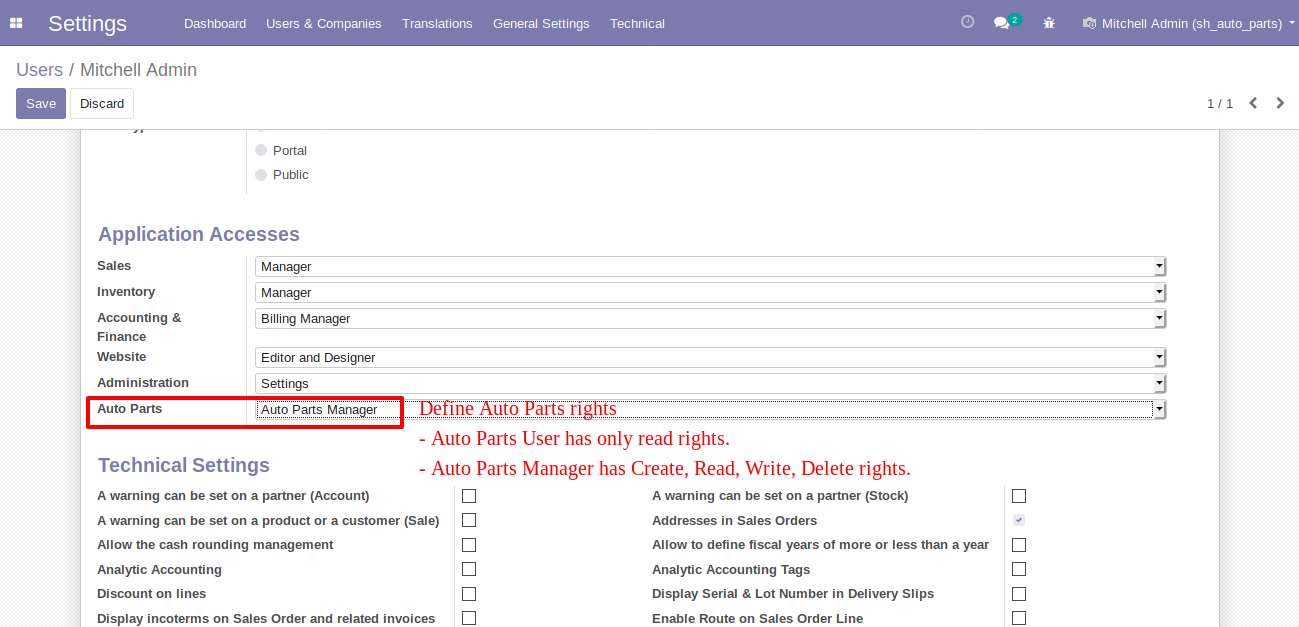 Settings Dashboard Users & Companies Translations General Settings Technical 2 Mitchell Admin (sh_auto_parts)
Users / Mitchell Admin
Save Discard 1 / 1
Portal
Public
Application Accesses
Sales Manager
Inventory Manager
Accounting & Billing Manager
Finance
Website Editor and Designer
Administration Settings
Auto Parts Auto Parts Manager Define Auto Parts rights
- Auto Parts User has only read rights.
Technical Settings - Auto Parts Manager has Create, Read, Write, Delete rights.
A warning can be set on a partner (Account) A warning can be set on a partner (Stock)
A warning can be set on a product or a customer (Sale) Addresses in Sales Orders
Allow the cash rounding management Allow to define fiscal years of more or less than a year
Analytic Accounting Analytic Accounting Tags
Discount on lines Display Serial & Lot Number in Delivery Slips
Display incoterms on Sales Order and related invoices Enable Route on Sales Order Line